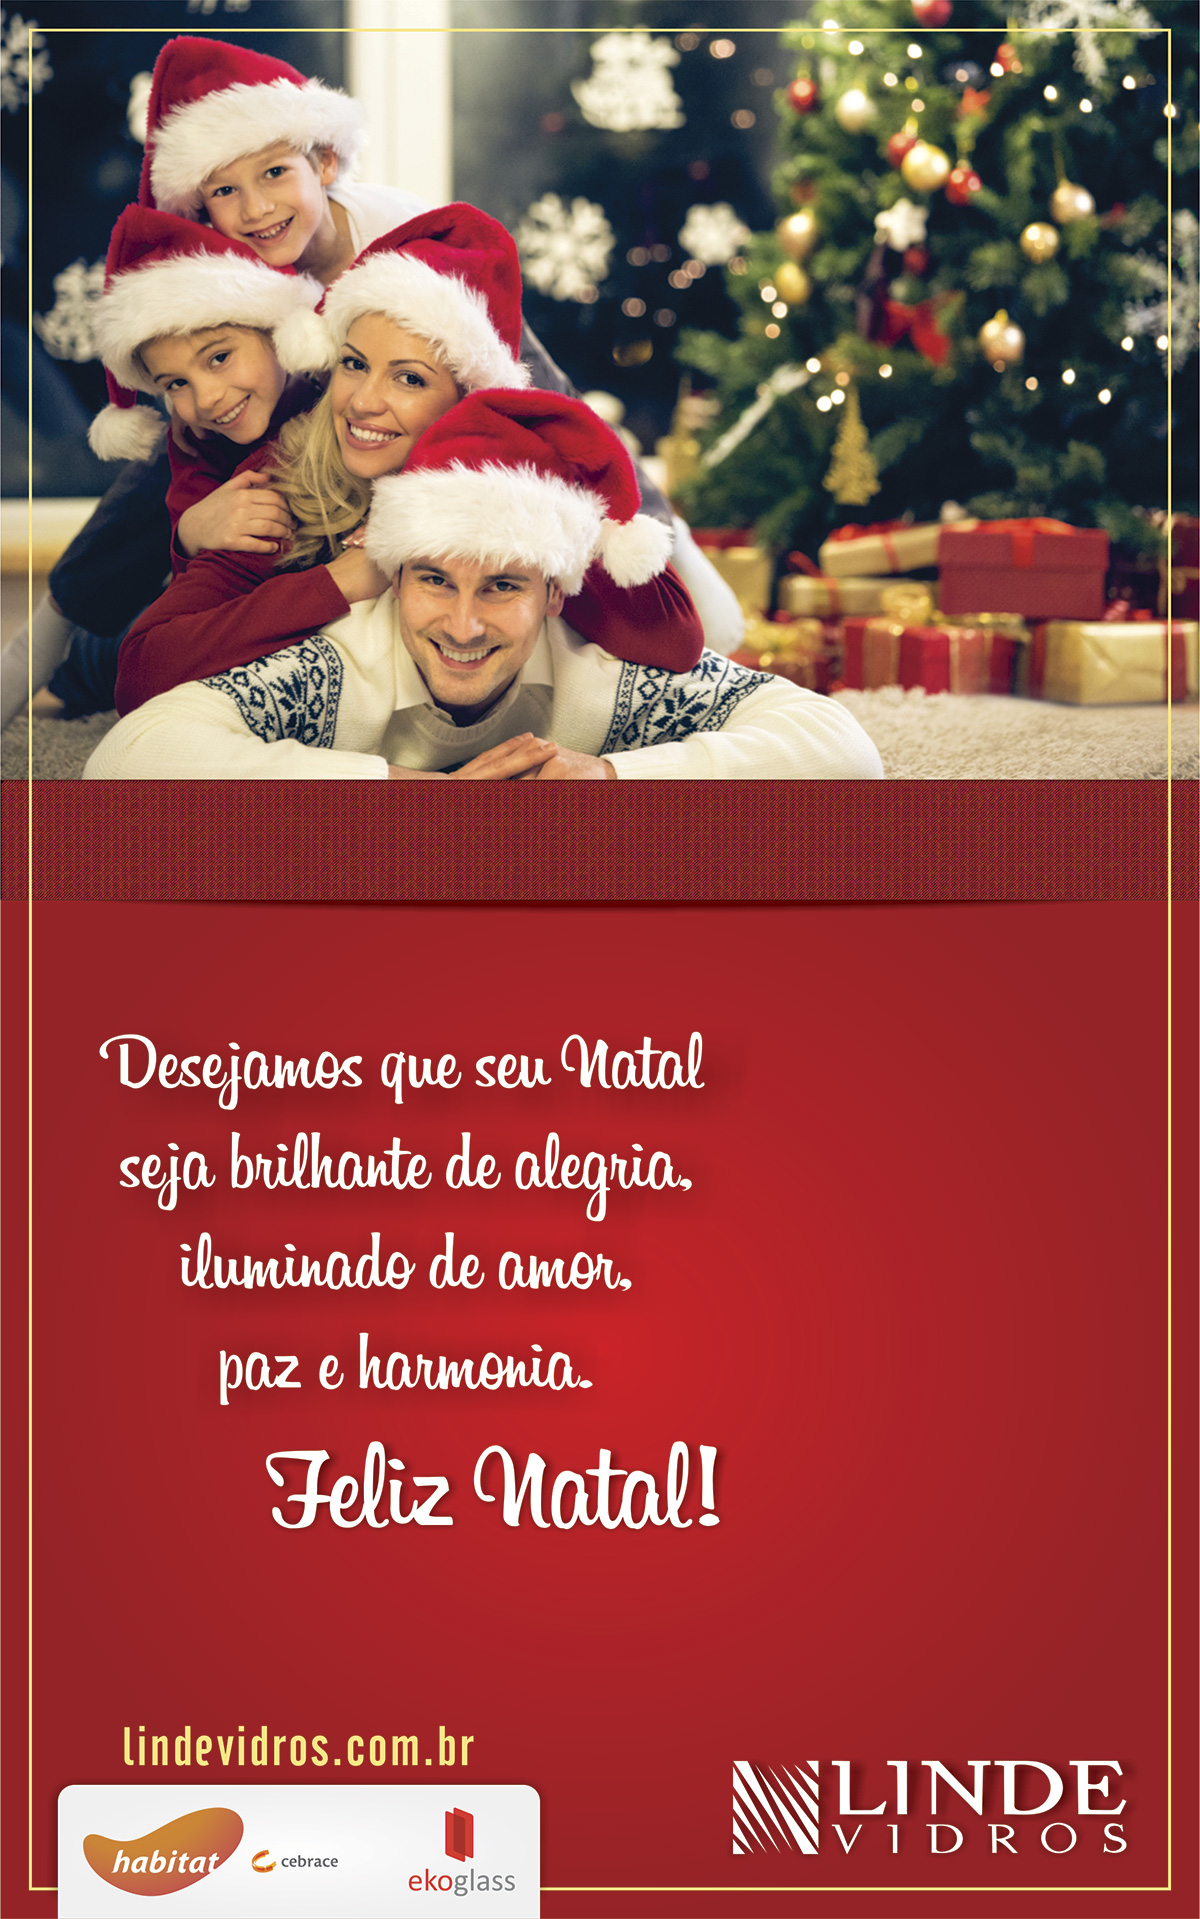 Desejamos que seu Natal
seja brilhante de alegria,
iluminado de amor,
paz e harmonia.
Feliz Natal!
lindevidros.com.br
habitat
cebrace
ekoglass
LINDE
VIDROS